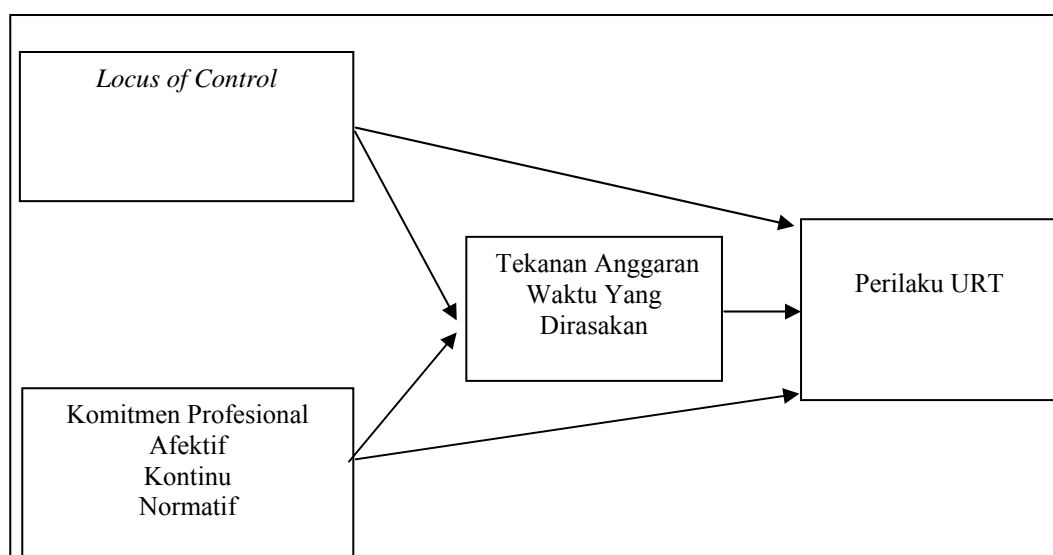 Locus of Control
Tekanan Anggaran
Waktu Yang
Dirasakan
Perilaku URT
Komitmen Profesional
Afektif
Kontinu
Normatif